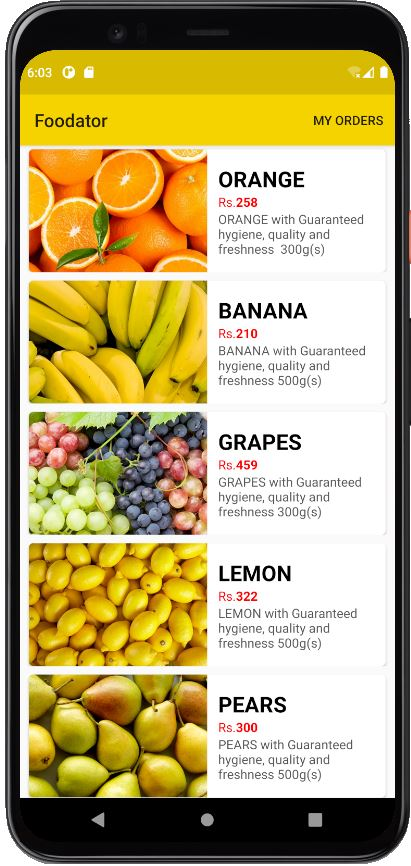 6:03
Foodator MY ORDERS
ORANGE
Rs.258
ORANGE with Guaranteed
hygiene, quality and
freshness  300g(s)
BANANA
Rs.210
BANANA with Guaranteed
hygiene, quality and
freshness 500g(s)
GRAPES
Rs.459
GRAPES with Guaranteed
hygiene, quality and
freshness 300g(s)
LEMON
Rs.322
LEMON with Guaranteed
hygiene, quality and
freshness 500g(s)
PEARS
Rs.300
PEARS with Guaranteed
hygiene, quality and
freshness 500g(s)